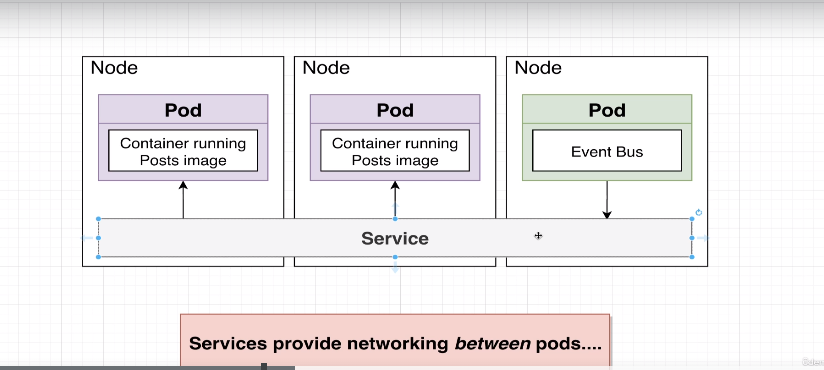 Node
Node
Node
Pod
Pod
Pod
Container running
Posts image
Container running
Posts image
Event Bus
Service
Services provide networking between pods....